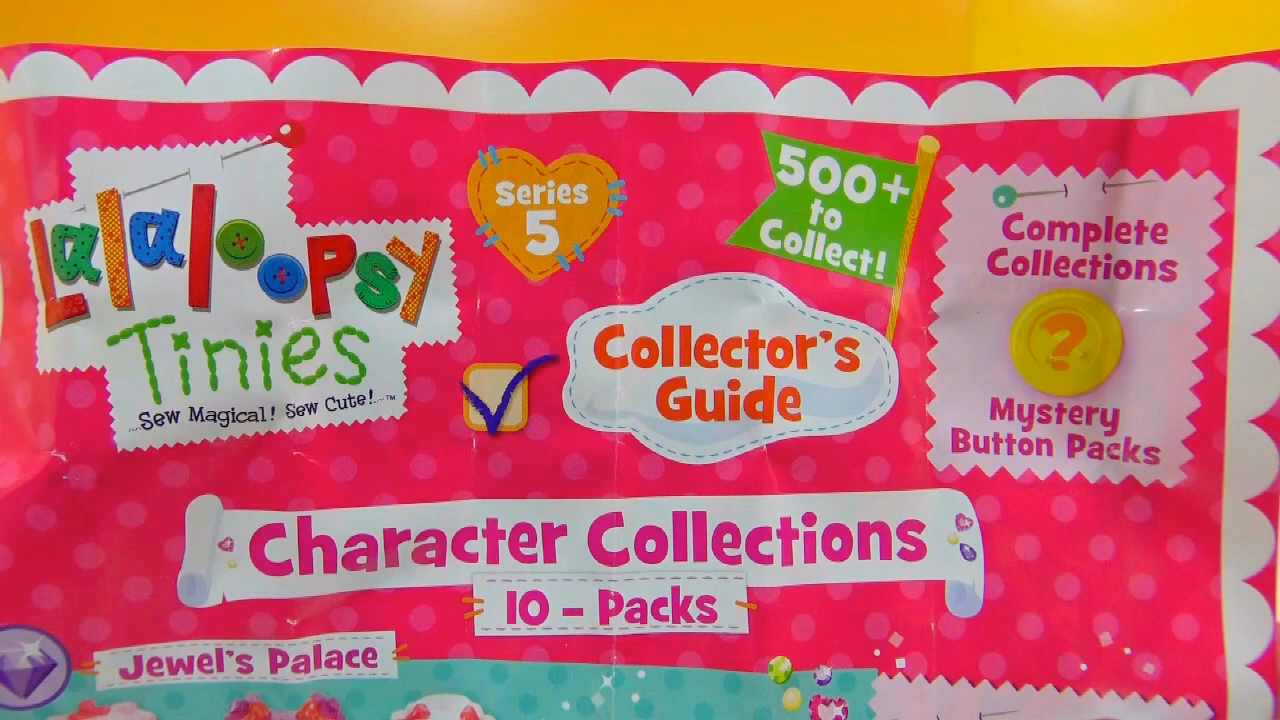 Lalaloopsy
Tinies
...Sew Magical! Sew Cute!...™
Series
5
500+
to
Collect!
Collector's
Guide
Complete
Collections
?
Mystery
Button Packs
Character Collections
10 - Packs
Jewel's Palace